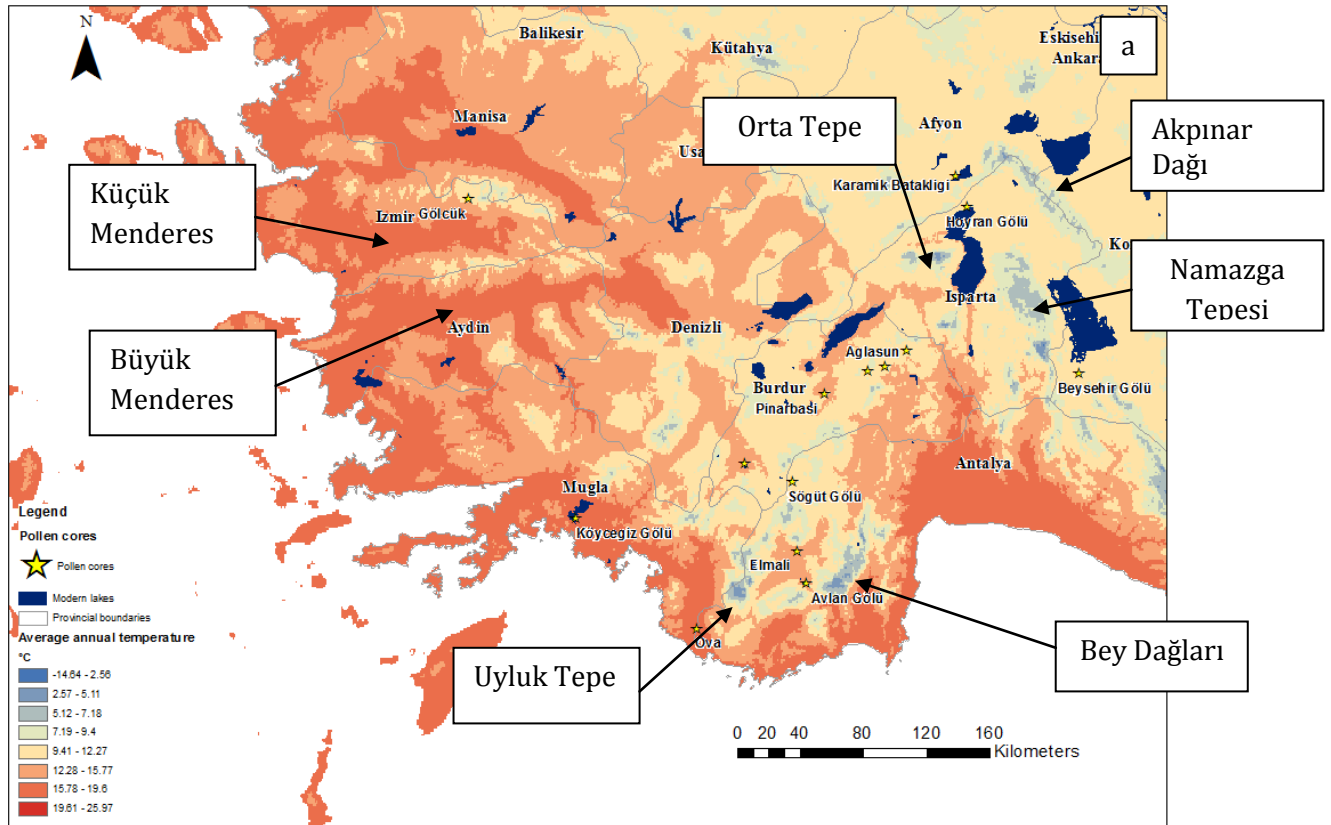 N
a
Balikesir
Kütahya
Eskisehi
Ankara
Manisa
Usa
Afyon
Orta Tepe
Akpınar
Dağı
Karamik Batakligi
Küçük
Menderes
Izmir
Gölcük
Hoyran Gölü
Ko
Namazga
Tepesi
Isparta
Büyük
Menderes
Aydin
Denizli
Aglasun
Burdur
Pinarbasi
Beysehir Gölü
Antalya
Mugla
Sögüt Gölü
Köycegiz Gölü
Elmali
Avlan Gölü
Ova
Uyluk Tepe
Bey Dağları
Legend
Pollen cores
Pollen cores
Modern lakes
Provincial boundaries
Average annual temperature
°C
-14.64 - 2.56
2.57 - 5.11
5.12 - 7.18
7.19 - 9.4
9.41 - 12.27
12.28 - 15.77
15.78 - 19.6
19.61 - 25.97
0 20 40 80 120 160
Kilometers